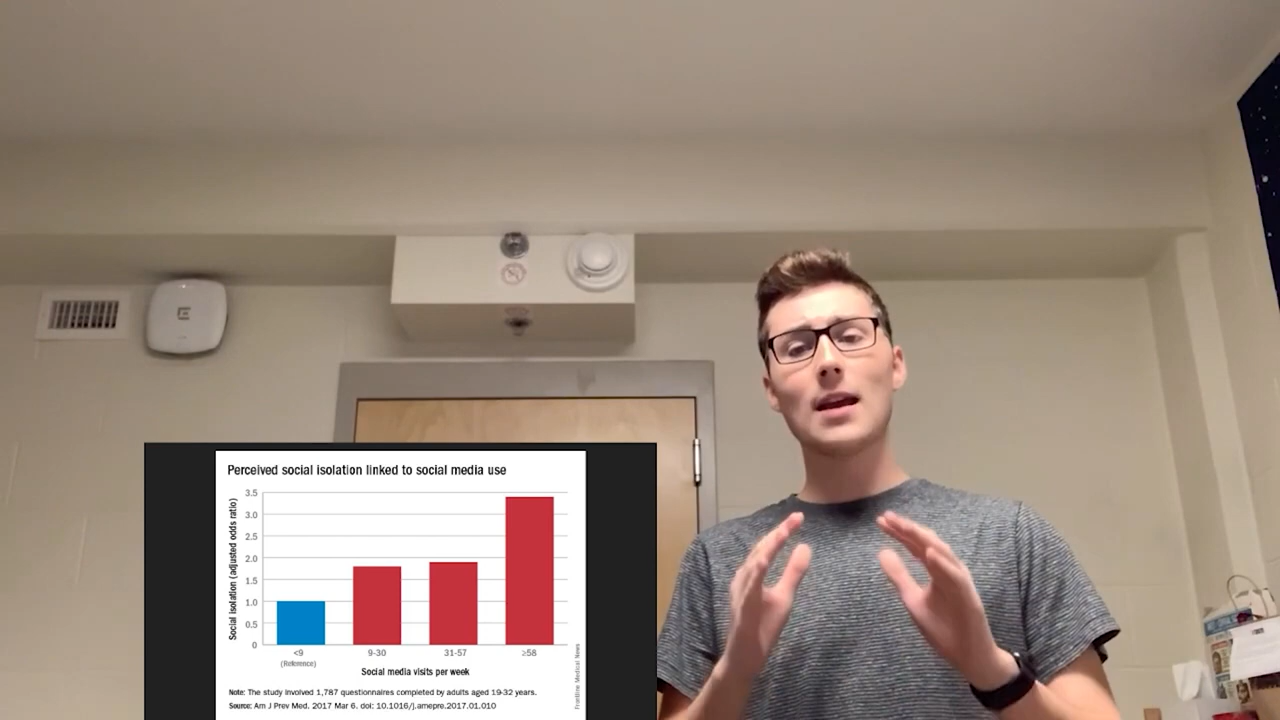 Perceived social isolation linked to social media use
Social isolation (adjusted odds ratio)
3.5
3.0
2.5
2.0
1.5
1.0
0.5
0
<9
9-30
31-57
≥58
(Reference)
Social media visits per week
Frontline Medical News
Note: The study involved 1,787 questionnaires completed by adults aged 19-32 years.
Source: Am J Prev Med. 2017 Mar 6. doi: 10.1016/j.amepre.2017.01.010